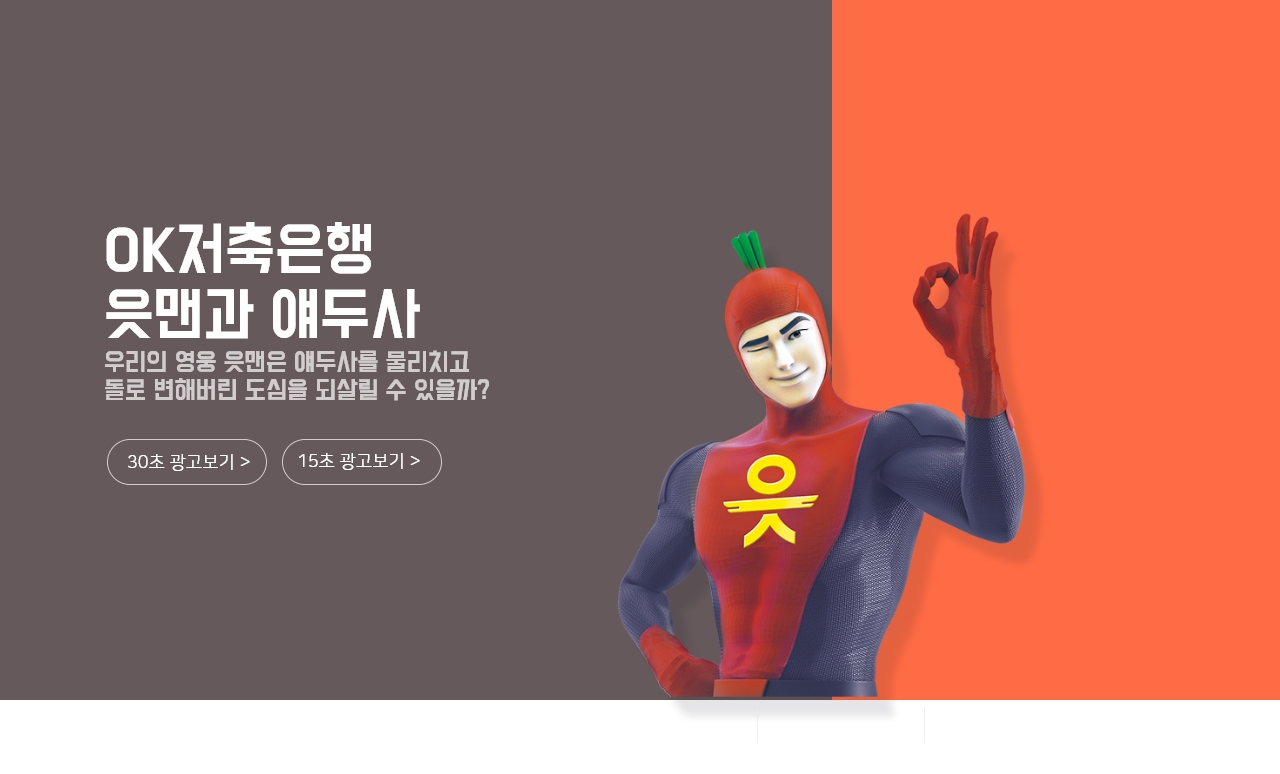 OK저축은행
읏맨과 얘두사
우리의 영웅 읏맨은 얘두사를 물리치고
돌로 변해버린 도심을 되살릴 수 있을까?
30초 광고보기 >
15초 광고보기 >
읏